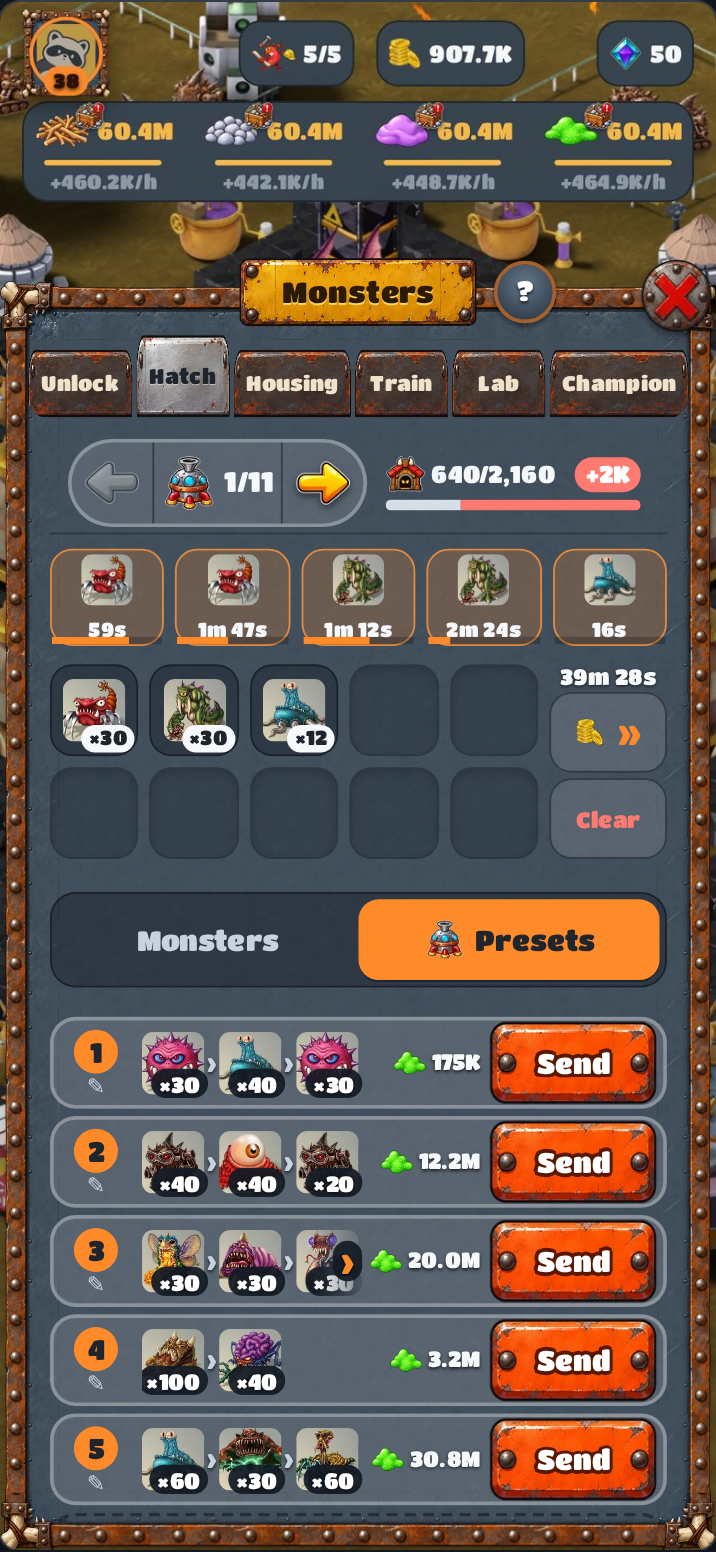 38
5/5
907.7K
50
60.4M 60.4M 60.4M 60.4M
+460.2K/h +442.1K/h +448.7K/h +464.9K/h
Monsters
?
Unlock Hatch Housing Train Lab Champion
1/11
640/2,160 +2K
59s 1m 47s 1m 12s 2m 24s 16s
39m 28s
×30 ×30 ×12
Clear
Monsters Presets
1 ×30 ×40 ×30 175K Send
2 ×40 ×40 ×20 12.2M Send
3 ×30 ×30 ×30 20.0M Send
4 ×100 ×40 3.2M Send
5 ×60 ×30 ×60 30.8M Send